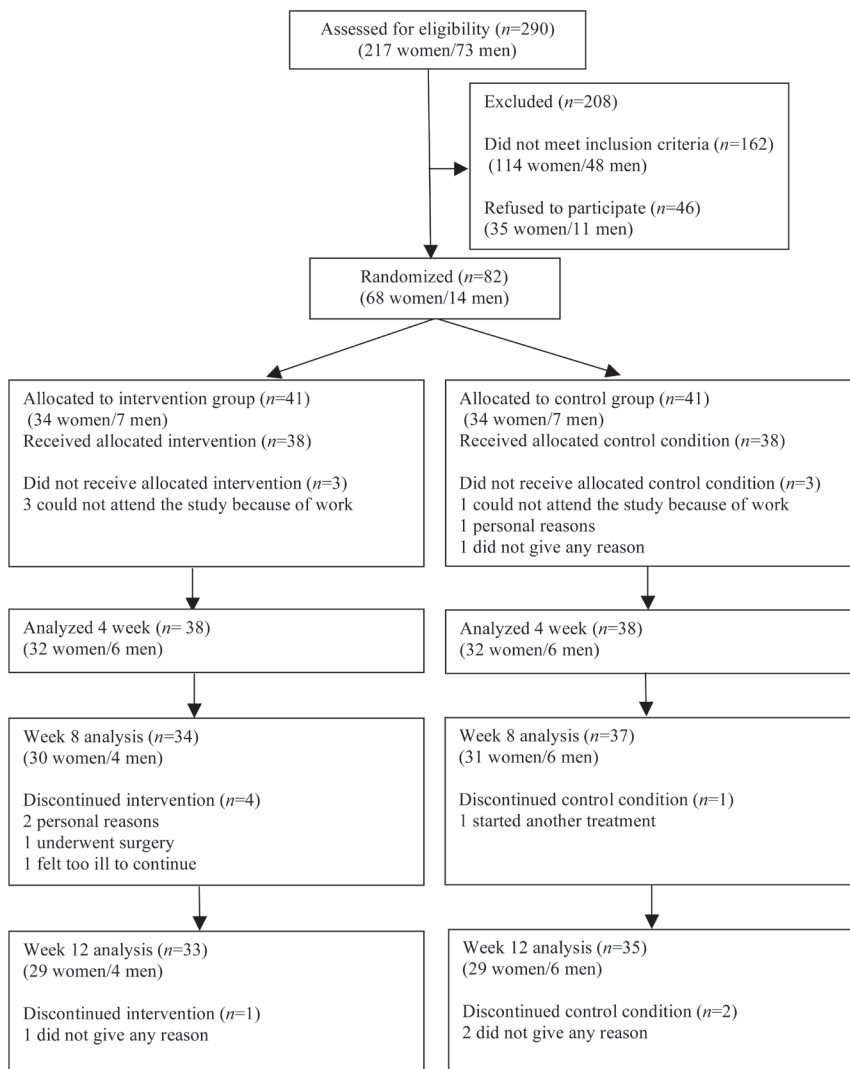 Assessed for eligibility (n=290)
(217 women/73 men)
Excluded (n=208)
Did not meet inclusion criteria (n=162)
(114 women/48 men)
Refused to participate (n=46)
(35 women/11 men)
Randomized (n=82)
(68 women/14 men)
Allocated to intervention group (n=41)
(34 women/7 men)
Received allocated intervention (n=38)
Did not receive allocated intervention (n=3)
3 could not attend the study because of work
Allocated to control group (n=41)
(34 women/7 men)
Received allocated control condition (n=38)
Did not receive allocated control condition (n=3)
1 could not attend the study because of work
1 personal reasons
1 did not give any reason
Analyzed 4 week (n= 38)
(32 women/6 men)
Analyzed 4 week (n=38)
(32 women/6 men)
Week 8 analysis (n=34)
(30 women/4 men)
Discontinued intervention (n=4)
2 personal reasons
1 underwent surgery
1 felt too ill to continue
Week 8 analysis (n=37)
(31 women/6 men)
Discontinued control condition (n=1)
1 started another treatment
Week 12 analysis (n=33)
(29 women/4 men)
Discontinued intervention (n=1)
1 did not give any reason
Week 12 analysis (n=35)
(29 women/6 men)
Discontinued control condition (n=2)
2 did not give any reason